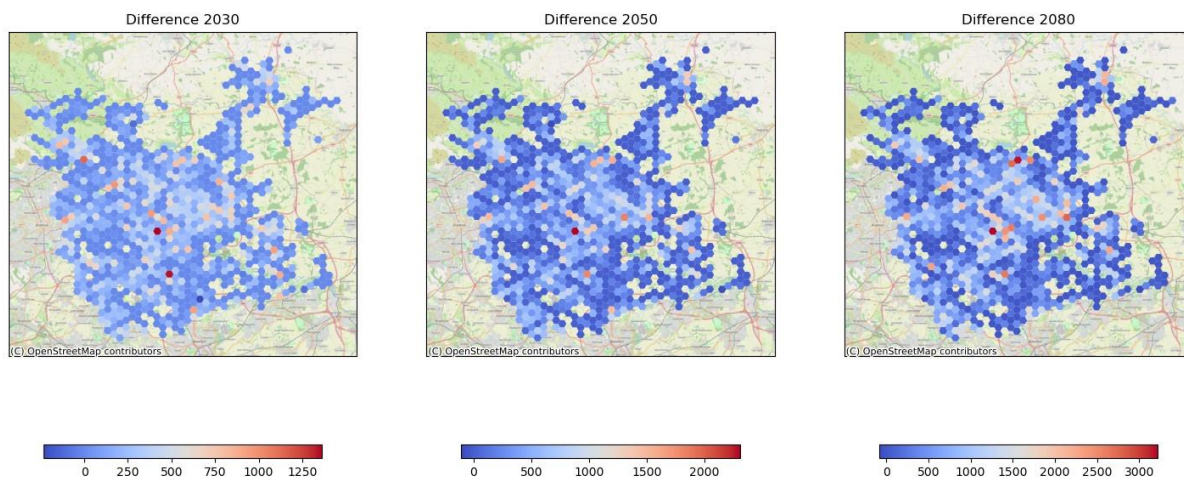 Difference 2030
Difference 2050
Difference 2080
(C) OpenStreetMap contributors
(C) OpenStreetMap contributors
(C) OpenStreetMap contributors
0 250 500 750 1000 1250
0 500 1000 1500 2000
0 500 1000 1500 2000 2500 3000